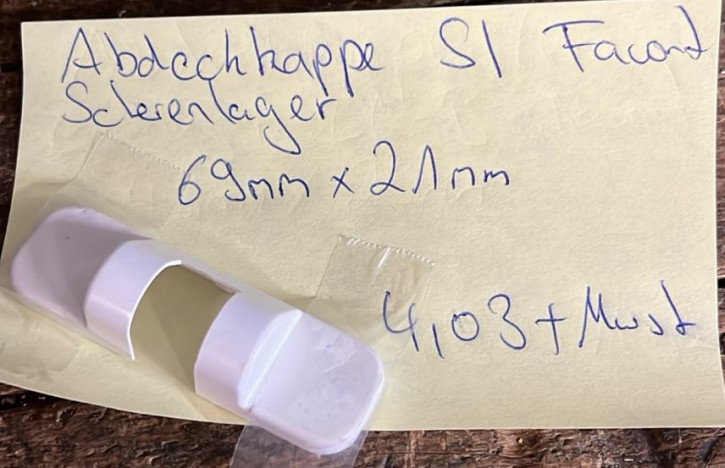 Abdeckkappe SI Facont
Scherenlager
69mm x 21mm
4,03 + Mwst